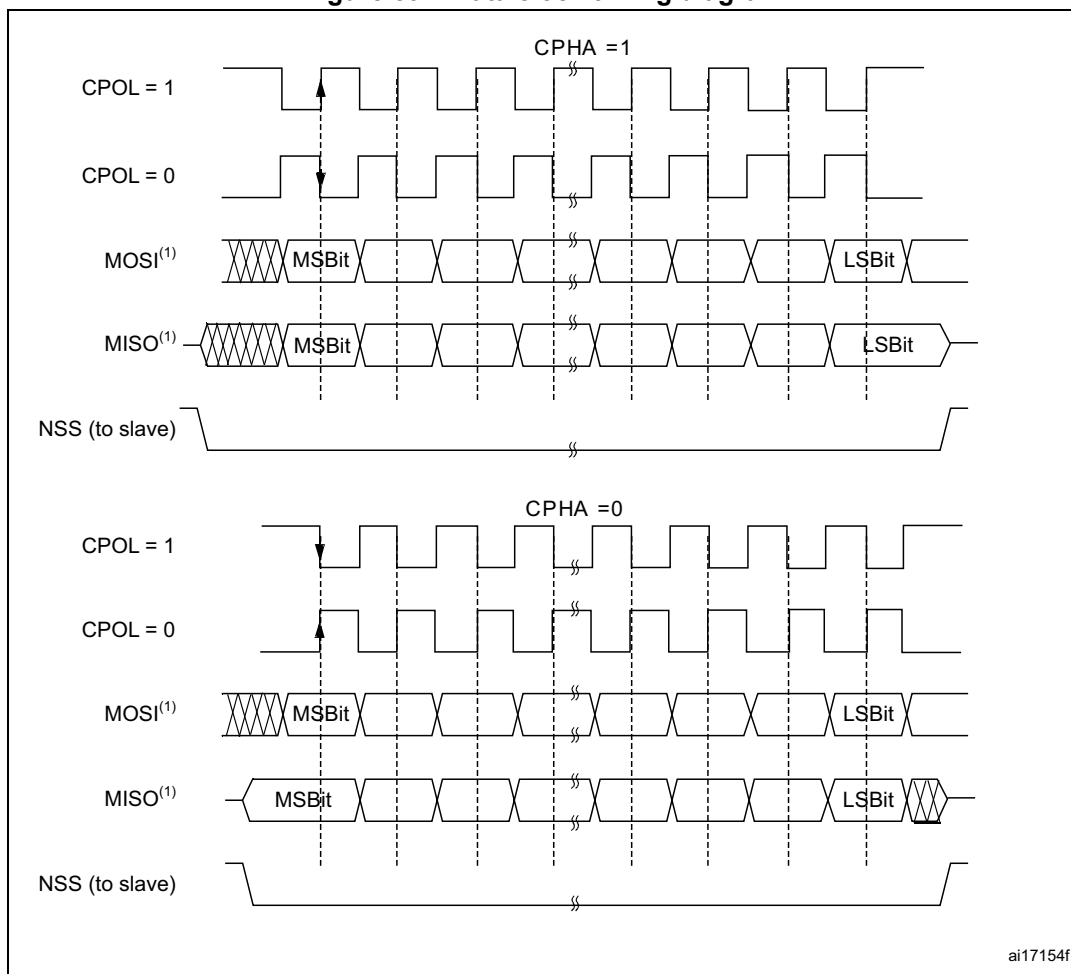 CPHA =1
CPOL = 1
CPOL = 0
MOSI(1) MSBit LSBit
MISO(1) MSBit LSBit
NSS (to slave)
CPHA =0
CPOL = 1
CPOL = 0
MOSI(1) MSBit LSBit
MISO(1) MSBit LSBit
NSS (to slave)
ai17154f